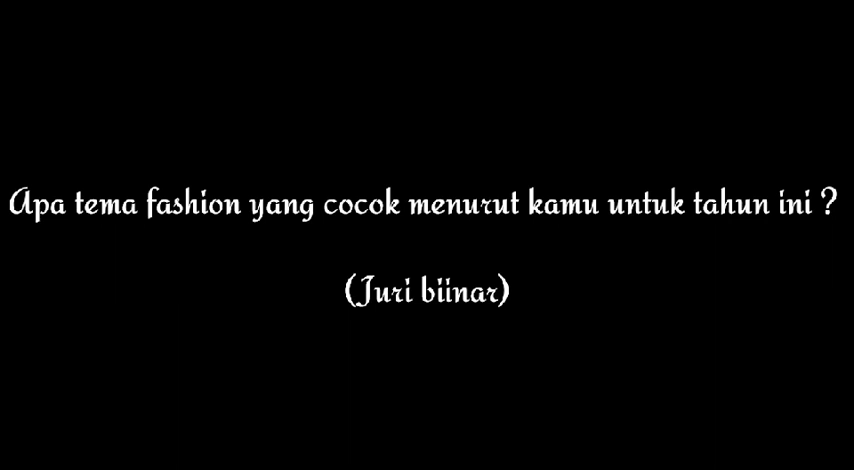 Apa tema fashion yang cocok menurut kamu untuk tahun ini ?
(Juri biinar)